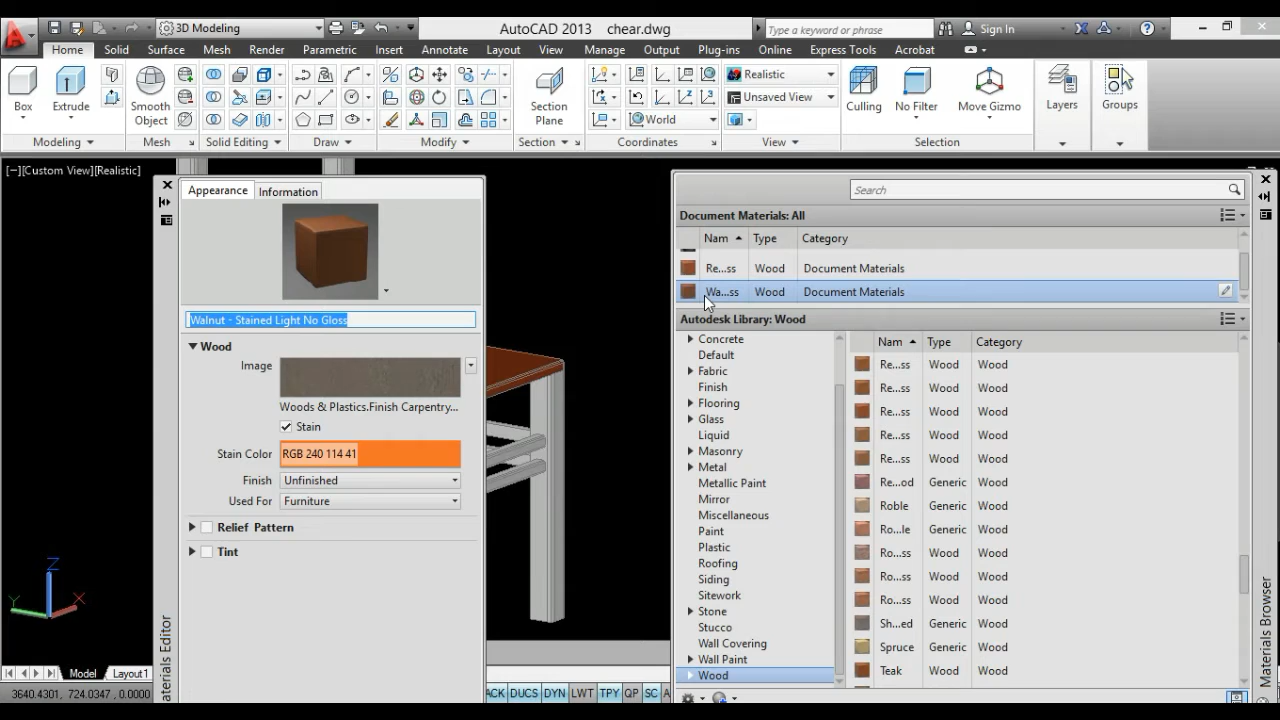 3D Modeling
AutoCAD 2013 chear.dwg
Type a keyword or phrase
Sign In
Home Solid Surface Mesh Render Parametric Insert Annotate Layout View Manage Output Plug-ins Online Express Tools Acrobat
Box
Extrude
Smooth Object
Section Plane
World
Realistic
Unsaved View
Culling
No Filter
Move Gizmo
Layers
Groups
Modeling
Mesh
Solid Editing
Draw
Modify
Section
Coordinates
View
Selection
[−][Custom View][Realistic]
Appearance
Information
Walnut - Stained Light No Gloss
Wood
Image
Woods & Plastics.Finish Carpentry...
Stain
Stain Color RGB 240 114 41
Finish Unfinished
Used For Furniture
Relief Pattern
Tint
Search
Document Materials: All
Nam Type Category
Re...ss Wood Document Materials
Wa...ss Wood Document Materials
Autodesk Library: Wood
Concrete
Default
Fabric
Finish
Flooring
Glass
Liquid
Masonry
Metal
Metallic Paint
Mirror
Miscellaneous
Paint
Plastic
Roofing
Siding
Sitework
Stone
Stucco
Wall Covering
Wall Paint
Wood
Nam Type Category
Re...ss Wood Wood
Re...ss Wood Wood
Re...ss Wood Wood
Re...ss Wood Wood
Re...ss Wood Wood
Re...od Generic Wood
Roble Generic Wood
Ro...le Generic Wood
Ro...ss Wood Wood
Ro...ss Wood Wood
Ro...ss Wood Wood
Sh...ed Generic Wood
Spruce Generic Wood
Teak Wood Wood
Materials Browser
aterials Editor
Z
Y
X
Model
Layout1
3640.4301, 724.0347, 0.0000
ACK DUCS DYN LWT TPY QP SC A